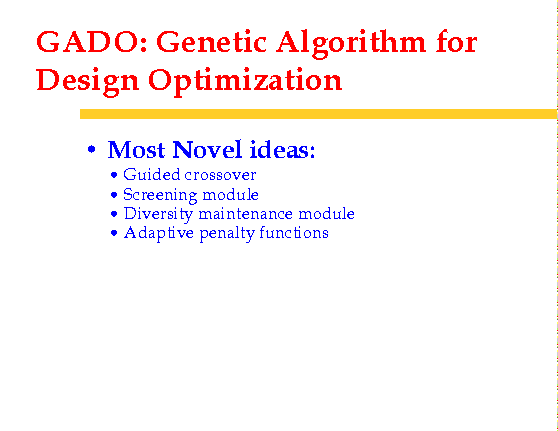 GADO: Genetic Algorithm for
Design Optimization
• Most Novel ideas:
• Guided crossover
• Screening module
• Diversity maintenance module
• Adaptive penalty functions